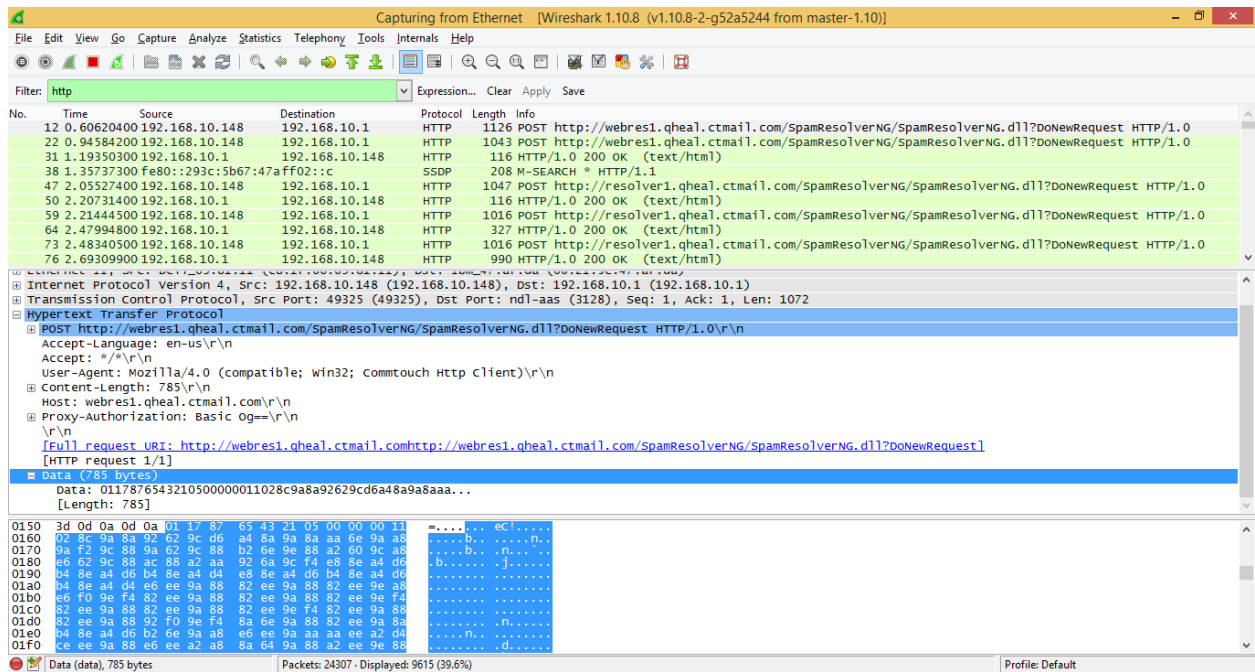 Capturing from Ethernet [Wireshark 1.10.8 (v1.10.8-2-g52a5244 from master-1.10)]
File Edit View Go Capture Analyze Statistics Telephony Tools Internals Help
Filter: http Expression... Clear Apply Save
No. Time Source Destination Protocol Length Info
12 0.60620400 192.168.10.148 192.168.10.1 HTTP 1126 POST http://webres1.qheal.ctmail.com/SpamResolverNG/SpamResolverNG.dll?DoNewRequest HTTP/1.0
22 0.94584200 192.168.10.148 192.168.10.1 HTTP 1043 POST http://webres1.qheal.ctmail.com/SpamResolverNG/SpamResolverNG.dll?DoNewRequest HTTP/1.0
31 1.19350300 192.168.10.1 192.168.10.148 HTTP 116 HTTP/1.0 200 OK (text/html)
38 1.35737300 fe80::293c:5b67:47a ff02::c SSDP 208 M-SEARCH * HTTP/1.1
47 2.05527400 192.168.10.148 192.168.10.1 HTTP 1047 POST http://resolver1.qheal.ctmail.com/SpamResolverNG/SpamResolverNG.dll?DoNewRequest HTTP/1.0
50 2.20731400 192.168.10.1 192.168.10.148 HTTP 116 HTTP/1.0 200 OK (text/html)
59 2.21444500 192.168.10.148 192.168.10.1 HTTP 1016 POST http://resolver1.qheal.ctmail.com/SpamResolverNG/SpamResolverNG.dll?DoNewRequest HTTP/1.0
64 2.47994800 192.168.10.1 192.168.10.148 HTTP 327 HTTP/1.0 200 OK (text/html)
73 2.48340500 192.168.10.148 192.168.10.1 HTTP 1016 POST http://resolver1.qheal.ctmail.com/SpamResolverNG/SpamResolverNG.dll?DoNewRequest HTTP/1.0
76 2.69309900 192.168.10.1 192.168.10.148 HTTP 990 HTTP/1.0 200 OK (text/html)
Internet Protocol Version 4, Src: 192.168.10.148 (192.168.10.148), Dst: 192.168.10.1 (192.168.10.1)
Transmission Control Protocol, Src Port: 49325 (49325), Dst Port: ndl-aas (3128), Seq: 1, Ack: 1, Len: 1072
Hypertext Transfer Protocol
POST http://webres1.qheal.ctmail.com/SpamResolverNG/SpamResolverNG.dll?DoNewRequest HTTP/1.0\r\n
Accept-Language: en-us\r\n
Accept: */*\r\n
User-Agent: Mozilla/4.0 (compatible; Win32; Commtouch Http Client)\r\n
Content-Length: 785\r\n
Host: webres1.qheal.ctmail.com\r\n
Proxy-Authorization: Basic Og==\r\n
\r\n
[Full request URI: http://webres1.qheal.ctmail.comhttp://webres1.qheal.ctmail.com/SpamResolverNG/SpamResolverNG.dll?DoNewRequest]
[HTTP request 1/1]
Data (785 bytes)
Data: 0117876543210500000011028c9a8a92629cd6a48a9a8aaa...
[Length: 785]
0150 3d 0d 0a 0d 0a 01 17 87 65 43 21 05 00 00 00 11 =....... eC!.....
0160 02 8c 9a 8a 92 62 9c d6 a4 8a 9a 8a aa 6e 9a a8 .....b.. .....n..
0170 9a f2 9c 88 9a 62 9c 88 b2 6e 9e 88 a2 60 9c a8 .....b.. .n...`..
0180 e6 62 9c 88 ac 88 a2 aa 92 6a 9c f4 e8 8e a4 d6 .b...... .j......
0190 b4 8e a4 d6 b4 8e a4 d4 e8 8e a4 d6 b4 8e a4 d6 ........ ........
01a0 b4 8e a4 d4 e6 ee 9a 88 82 ee 9a 88 82 ee 9e a8 ........ ........
01b0 e6 f0 9e f4 82 ee 9a 88 82 ee 9a 88 82 ee 9e f4 ........ ........
01c0 82 ee 9a 88 82 ee 9a 88 82 ee 9e f4 82 ee 9a 88 ........ ........
01d0 82 ee 9a 88 92 f0 9e f4 8a 6e 9a 88 82 ee 9a 8a ........ .n......
01e0 b4 8e a4 d6 b2 6e 9a a8 e6 ee 9a aa aa ee a2 d4 .....n.. ........
01f0 ce ee 9a 88 e6 ee a2 a8 8a 64 9a 88 a2 ee 9e 88 ........ .d......
Data (data), 785 bytes Packets: 24307 · Displayed: 9615 (39.6%) Profile: Default